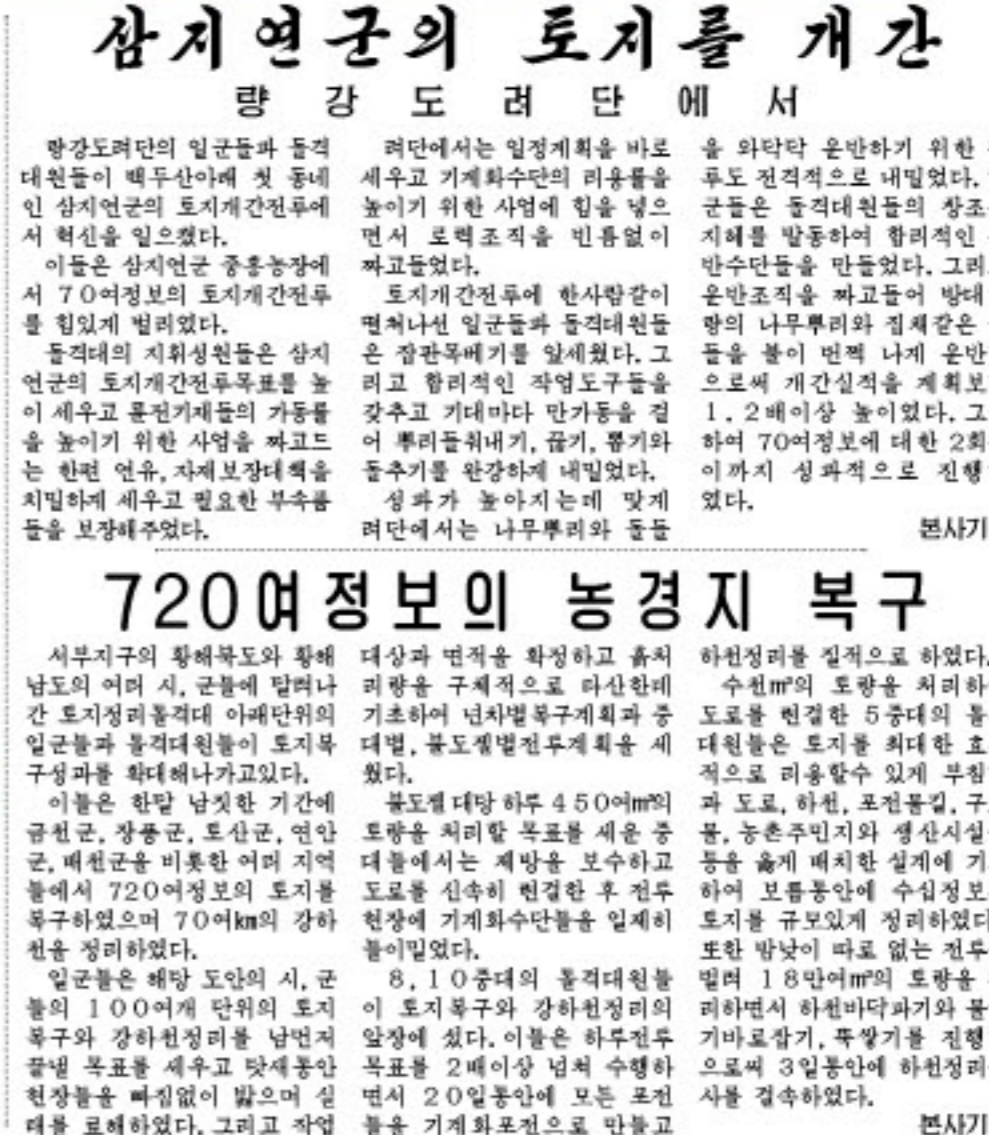 삼지연군의 토지를 개간
량강도려단에서
량강도려단의 일군들과 돌격
대원들이 백두산아래 첫 동네
인 삼지연군의 토지개간전투에
서 혁신을 일으켰다.
이들은 삼지연군 중흥농장에
서 70여정보의 토지개간전투
를 힘있게 벌리였다.
돌격대의 지휘성원들은 삼지
연군의 토지개간전투목표를 높
이 세우고 륜전기재들의 가동률
을 높이기 위한 사업을 짜고드
는 한편 연유, 자재보장대책을
치밀하게 세우고 필요한 부속품
들을 보장해주었다.
려단에서는 일정계획을 바로
세우고 기계화수단의 리용률을
높이기 위한 사업에 힘을 넣으
면서 로력조직을 빈틈없이
짜고들었다.
토지개간전투에 한사람같이
떨쳐나선 일군들과 돌격대원들
은 잡관목베기를 앞세웠다. 그
리고 합리적인 작업도구들을
갖추고 기대마다 만가동을 걸
어 뿌리들춰내기, 끊기, 뽑기와
돌추기를 완강하게 내밀었다.
성과가 높아지는데 맞게
려단에서는 나무뿌리와 돌들
을 와닥닥 운반하기 위한
루도 전격적으로 내밀었다.
군들은 돌격대원들의 창조
지혜를 발동하여 합리적인
반수단들을 만들었다. 그리
운반조직을 짜고들어 방대
량의 나무뿌리와 집채같은
들을 불이 번쩍 나게 운반
으로써 개간실적을 계획보
1.2배이상 높이였다. 그
하여 70여정보에 대한 2회
이까지 성과적으로 진행
였다.
본사기
720여정보의 농경지 복구
서부지구의 황해북도와 황해
남도의 여러 시, 군들에 달려나
간 토지정리돌격대 아래단위의
일군들과 돌격대원들이 토지복
구성과를 확대해나가고있다.
이들은 한달 남짓한 기간에
금천군, 장풍군, 토산군, 연안
군, 배천군을 비롯한 여러 지역
들에서 720여정보의 토지를
복구하였으며 70여㎞의 강하
천을 정리하였다.
일군들은 해당 도안의 시, 군
들의 100여개 단위의 토지
복구와 강하천정리를 남먼저
끝낼 목표를 세우고 닷새동안
현장들을 빠짐없이 밟으며 실
태를 료해하였다. 그리고 작업
대상과 면적을 확정하고 흙처
리량을 구체적으로 타산한데
기초하여 년차별복구계획과 중
대별, 불도젤별전투계획을 세
웠다.
불도젤 대당 하루 450여㎥의
토량을 처리할 목표를 세운 중
대들에서는 제방을 보수하고
도로를 신속히 련결한 후 전투
현장에 기계화수단들을 일제히
들이밀었다.
8, 10중대의 돌격대원들
이 토지복구와 강하천정리의
앞장에 섰다. 이들은 하루전투
목표를 2배이상 넘쳐 수행하
면서 20일동안에 모든 포전
들을 기계화포전으로 만들고
하천정리를 질적으로 하였다.
수천㎥의 토량을 처리하
도로를 련결한 5중대의 돌
대원들은 토지를 최대한 효
적으로 리용할수 있게 부침
과 도로, 하천, 포전물길, 구
물, 농촌주민지와 생산시설
등을 옳게 배치한 설계에 기
하여 보름동안에 수십정보
토지를 규모있게 정리하였다
또한 밤낮이 따로 없는 전투
벌려 18만여㎥의 토량을
리하면서 하천바닥파기와 물
기바로잡기, 뚝쌓기를 진행
으로써 3일동안에 하천정리
사를 결속하였다.
본사기